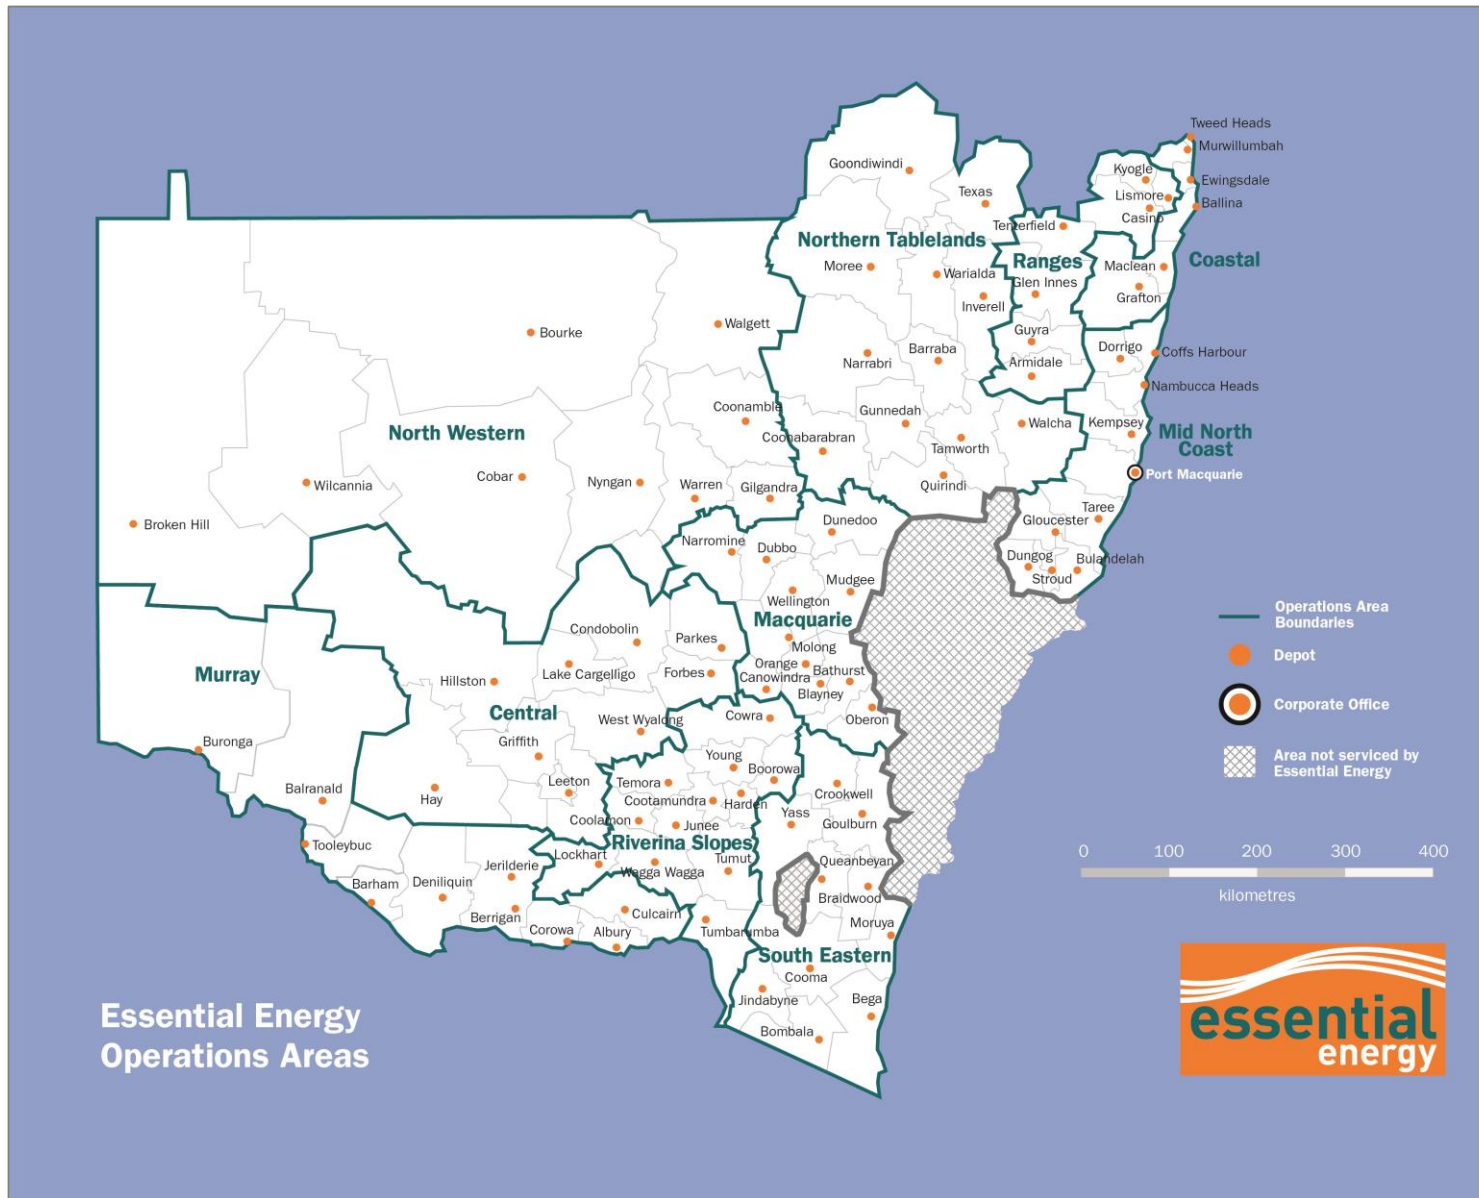 Tweed Heads
Murwillumbah
Goondiwindi
Kyogle
Ewingsdale
Texas
Lismore
Ballina
Casino
Tenterfield
Northern Tablelands
Ranges
Coastal
Moree
Warialda
Maclean
Glen Innes
Grafton
Inverell
Walgett
Bourke
Guyra
Dorrigo
Coffs Harbour
Barraba
Narrabri
Armidale
Nambucca Heads
Coonamble
Gunnedah
Walcha
Kempsey
North Western
Coonabarabran
Mid North
Coast
Tamworth
Cobar
Nyngan
Warren
Gilgandra
Quirindi
Port Macquarie
Wilcannia
Taree
Broken Hill
Dunedoo
Gloucester
Narromine
Dubbo
Dungog
Bulahdelah
Stroud
Mudgee
Wellington
Macquarie
Condobolin
Parkes
Molong
Orange
Bathurst
Murray
Lake Cargelligo
Forbes
Canowindra
Hillston
Blayney
Central
West Wyalong
Cowra
Oberon
Buronga
Griffith
Young
Boorowa
Leeton
Temora
Balranald
Hay
Cootamundra
Harden
Crookwell
Yass
Coolamon
Junee
Goulburn
Tooleybuc
Riverina Slopes
Lockhart
Tumut
Queanbeyan
Jerilderie
Wagga Wagga
Barham
Deniliquin
Braidwood
Berrigan
Culcairn
Moruya
Corowa
Albury
Tumbarumba
South Eastern
Cooma
Jindabyne
Bega
Bombala
Operations Area
Boundaries
Depot
Corporate Office
Area not serviced by
Essential Energy
0 100 200 300 400
kilometres
Essential Energy
Operations Areas
essential
energy